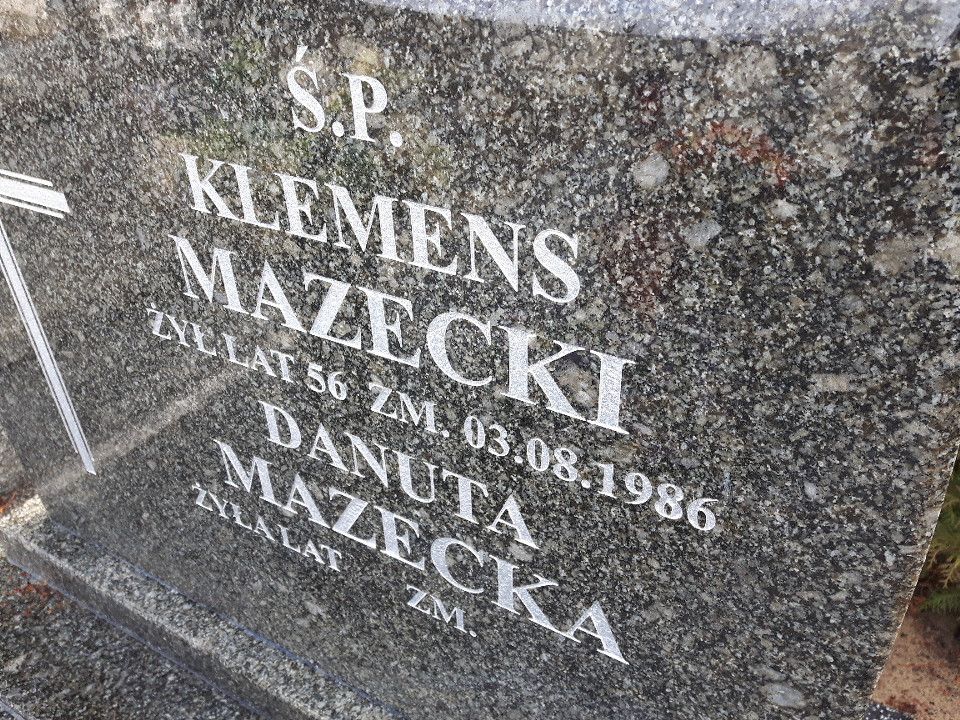 Ś.P.
KLEMENS
MAZECKI
ŻYŁ LAT 56 ZM. 03.08.1986
DANUTA
MAZECKA
ŻYŁA LAT ZM.